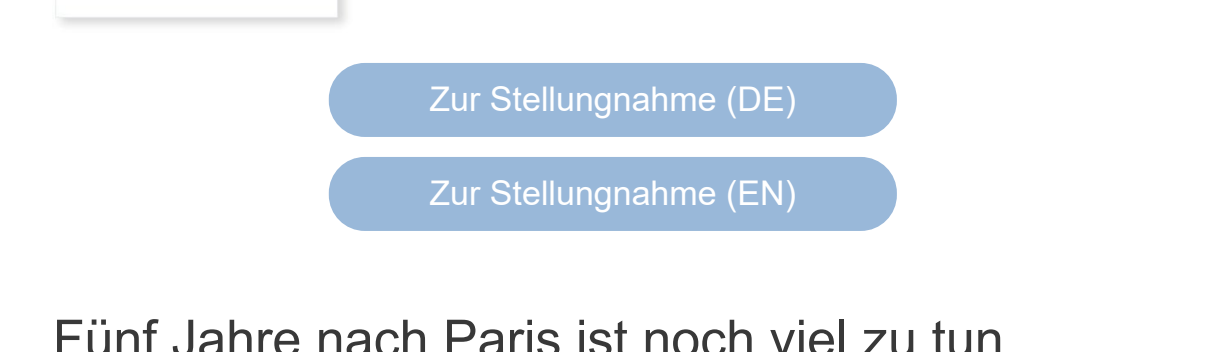 Zur Stellungnahme (DE)
Zur Stellungnahme (EN)
Fünf Jahre nach Paris ist noch viel zu tun